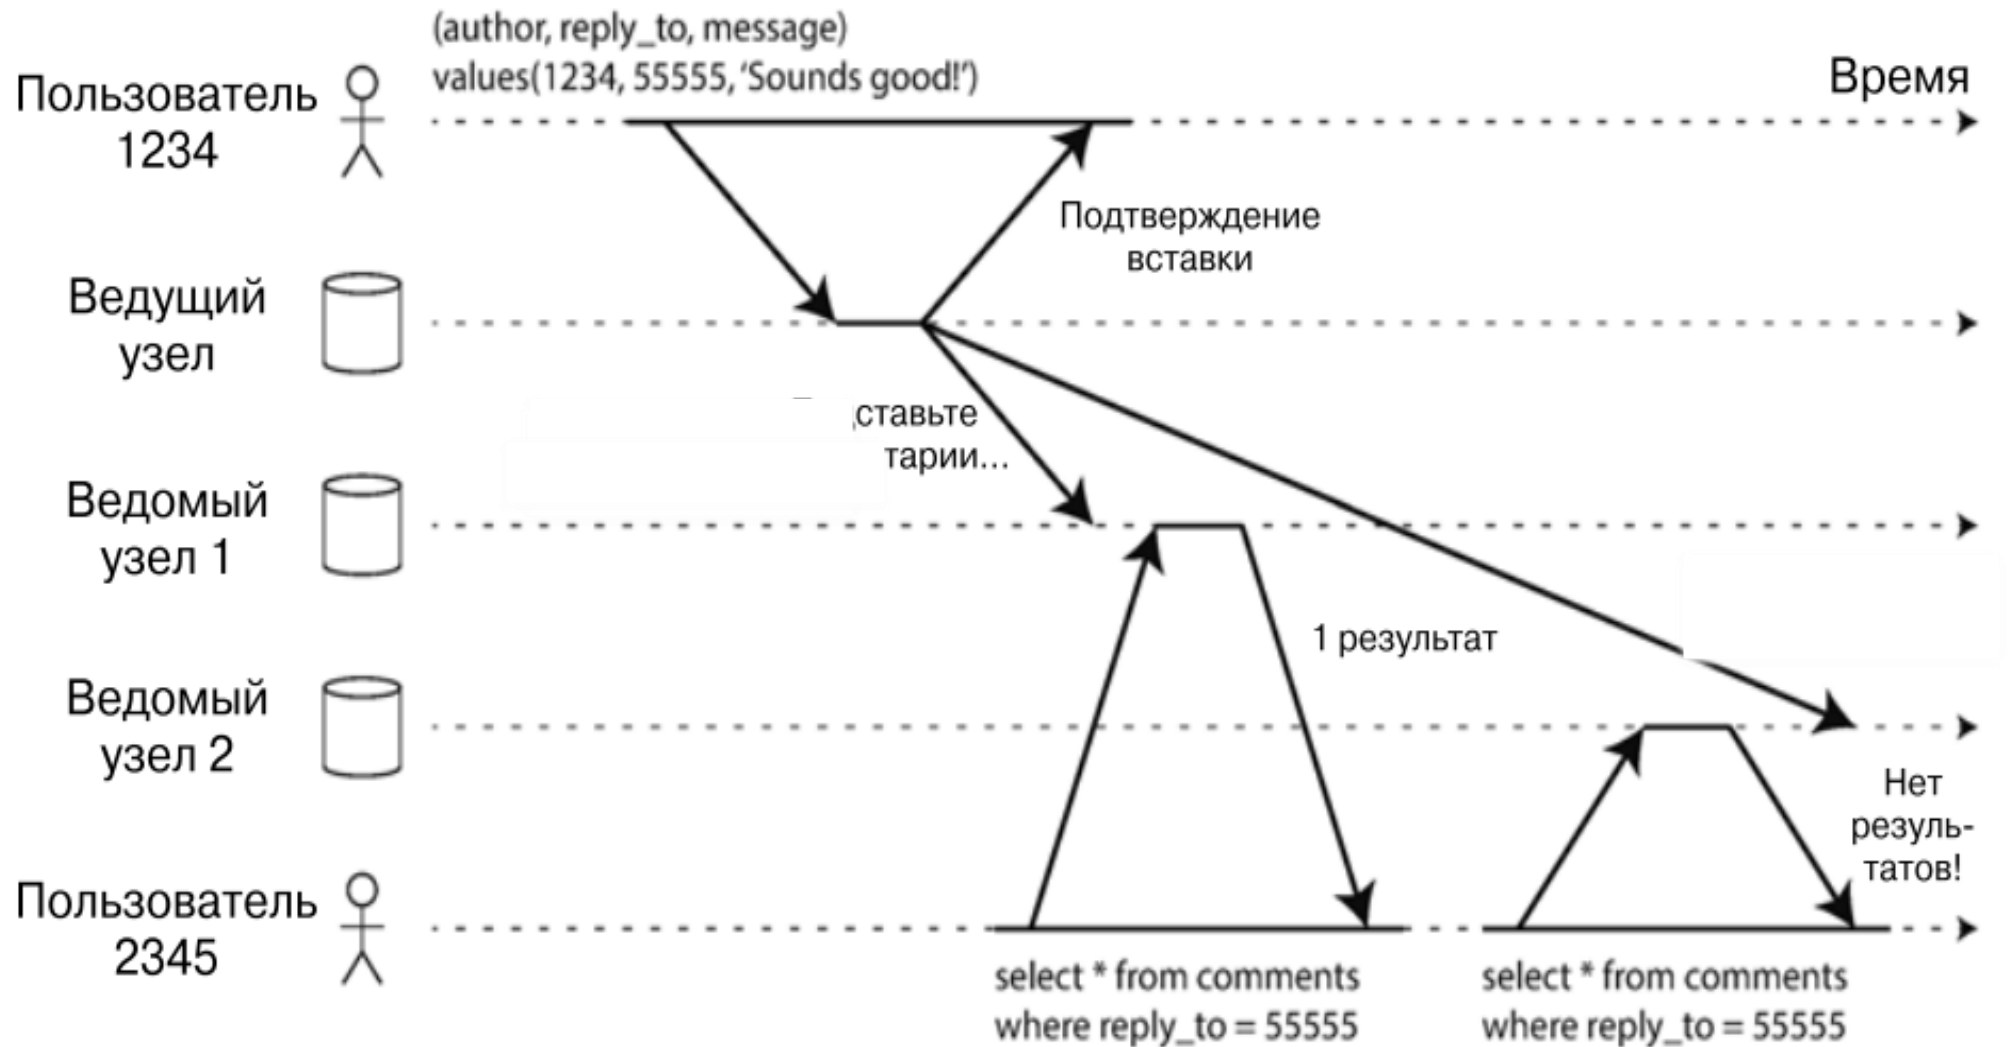 (author, reply_to, message)
values(1234, 55555, ‘Sounds good!’)
Время
Пользователь
1234
Подтверждение
вставки
Ведущий
узел
ставьте
тарии...
Ведомый
узел 1
1 результат
Ведомый
узел 2
Нет
резуль-
татов!
Пользователь
2345
select * from comments
where reply_to = 55555
select * from comments
where reply_to = 55555